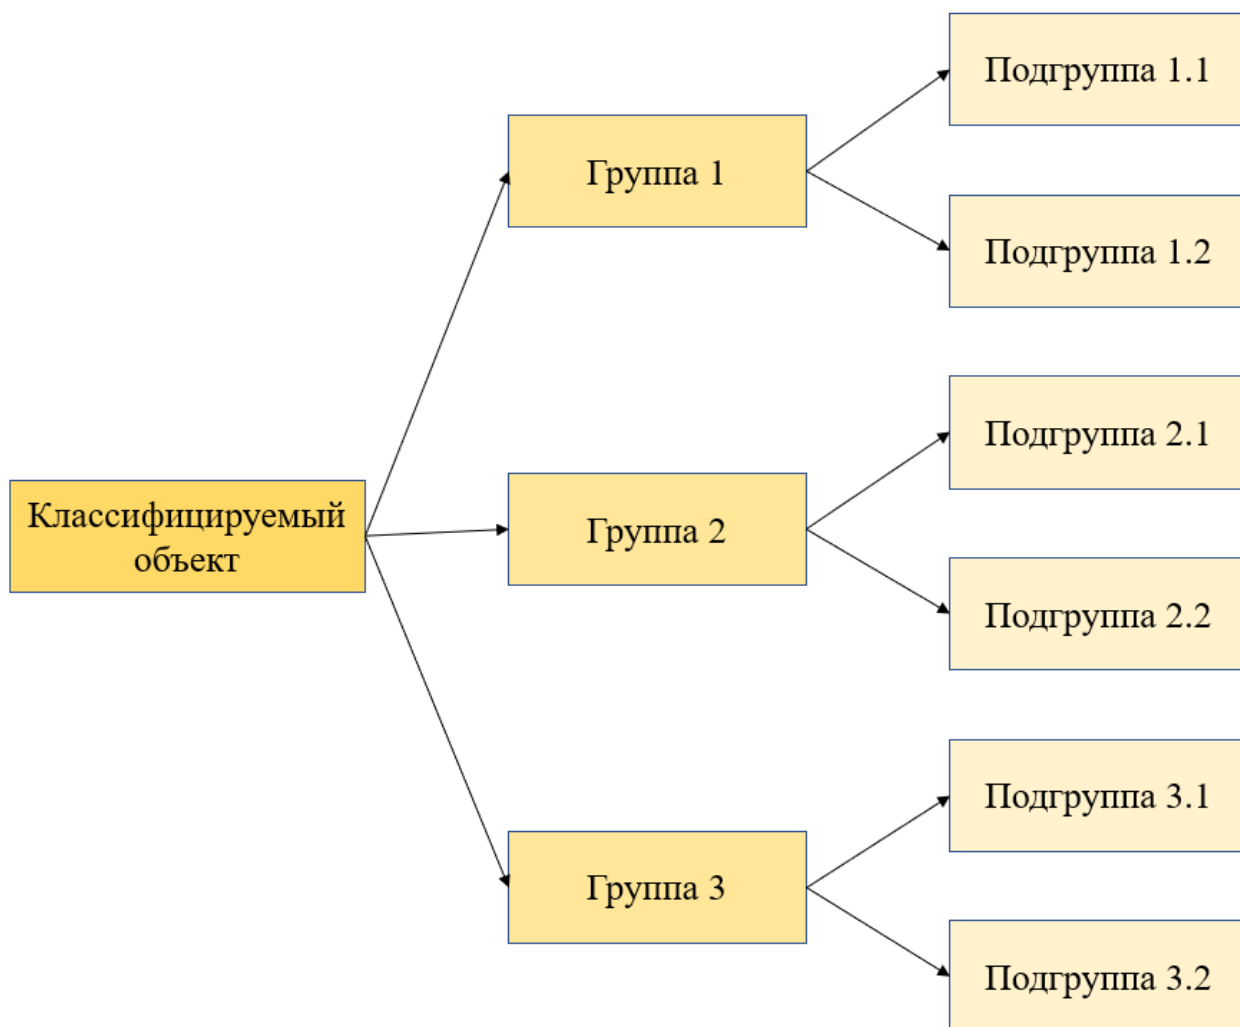 Классифицируемый
объект
Группа 1
Подгруппа 1.1
Подгруппа 1.2
Группа 2
Подгруппа 2.1
Подгруппа 2.2
Группа 3
Подгруппа 3.1
Подгруппа 3.2